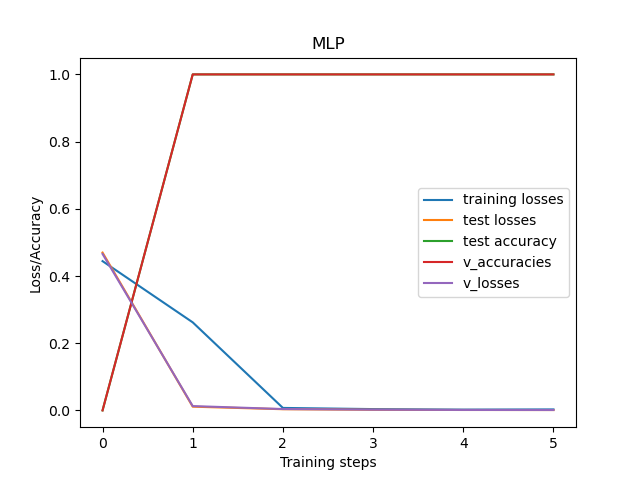 MLP
Loss/Accuracy
1.0
0.8
0.6
0.4
0.2
0.0
training losses
test losses
test accuracy
v_accuracies
v_losses
0 1 2 3 4 5
Training steps